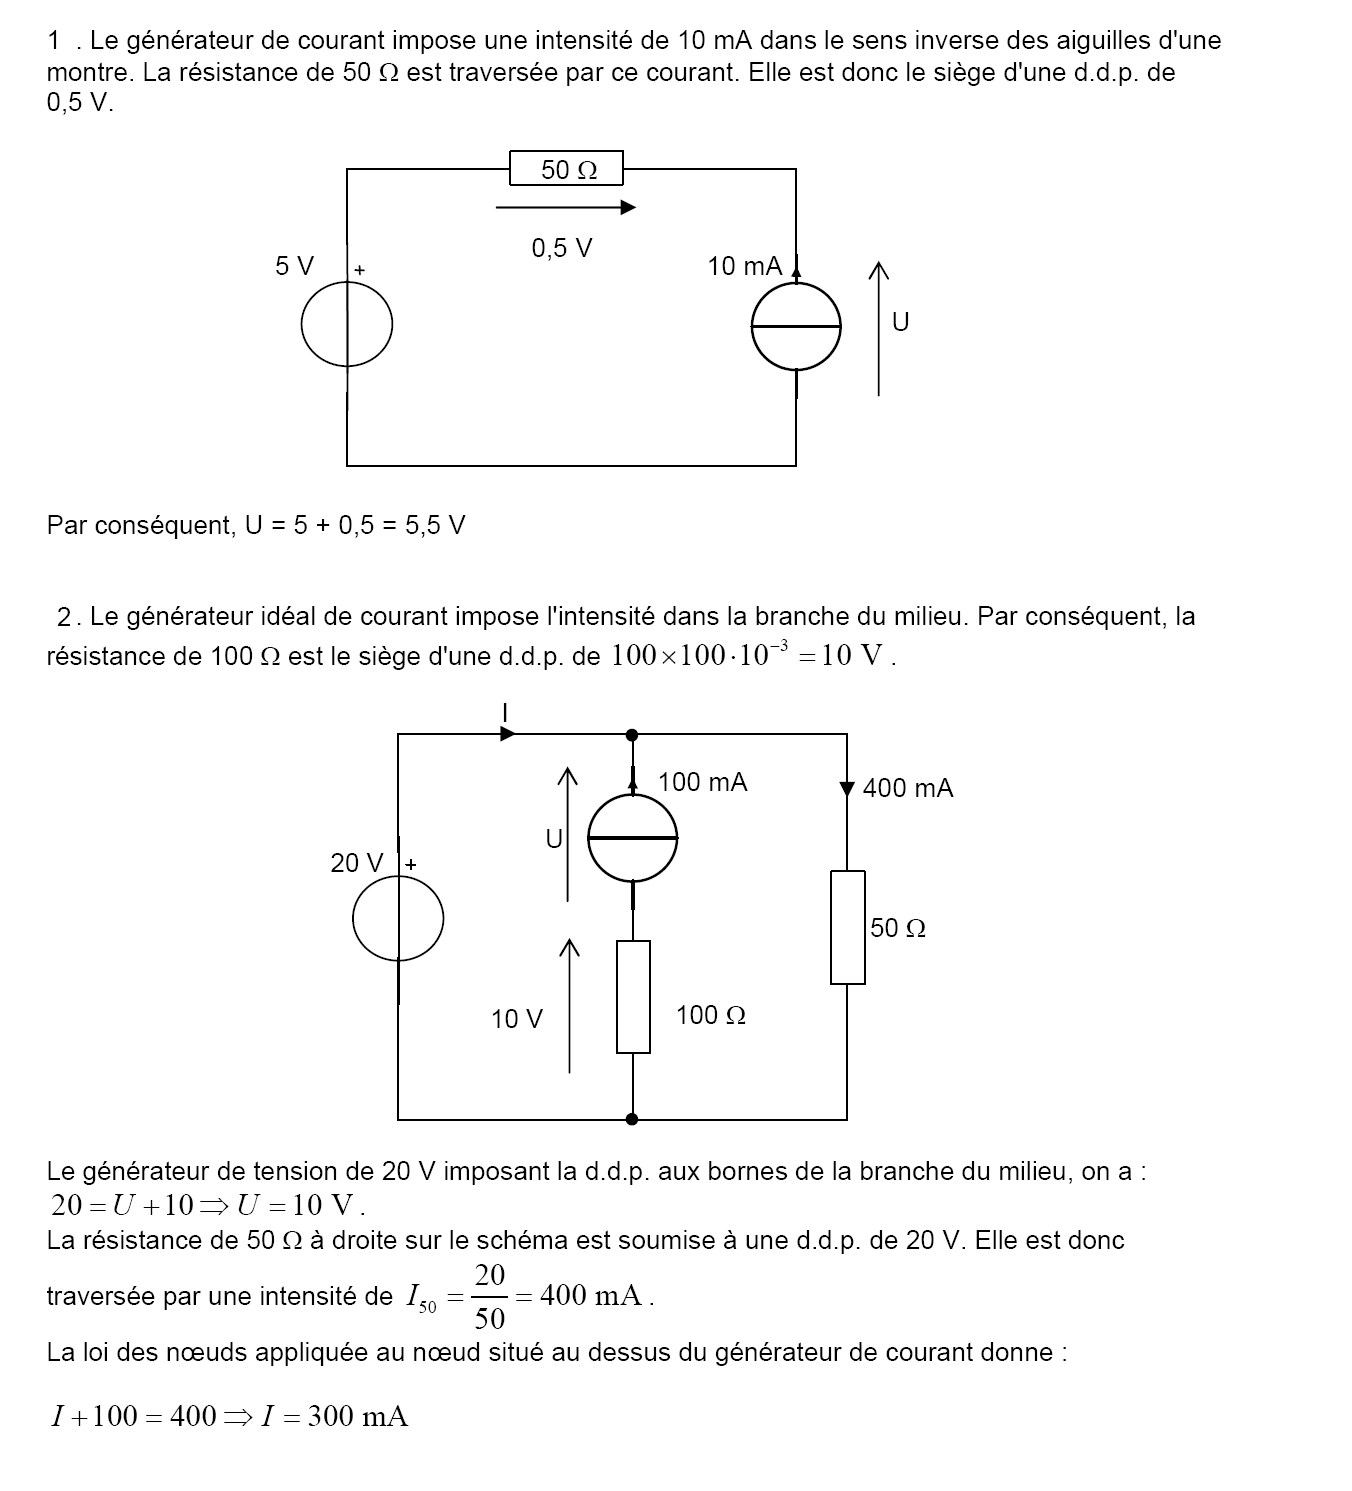 1 . Le générateur de courant impose une intensité de 10 mA dans le sens inverse des aiguilles d'une
montre. La résistance de 50 Ω est traversée par ce courant. Elle est donc le siège d'une d.d.p. de
0,5 V.
50 Ω
0,5 V
5 V
+
10 mA
U
Par conséquent, U = 5 + 0,5 = 5,5 V
2 . Le générateur idéal de courant impose l'intensité dans la branche du milieu. Par conséquent, la
résistance de 100 Ω est le siège d'une d.d.p. de 100×100·10⁻³ = 10 V .
I
100 mA
400 mA
U
20 V
+
50 Ω
10 V
100 Ω
Le générateur de tension de 20 V imposant la d.d.p. aux bornes de la branche du milieu, on a :
20 = U + 10 ⇒ U = 10 V .
La résistance de 50 Ω à droite sur le schéma est soumise à une d.d.p. de 20 V. Elle est donc
traversée par une intensité de I₅₀ = 20/50 = 400 mA .
La loi des nœuds appliquée au nœud situé au dessus du générateur de courant donne :
I + 100 = 400 ⇒ I = 300 mA